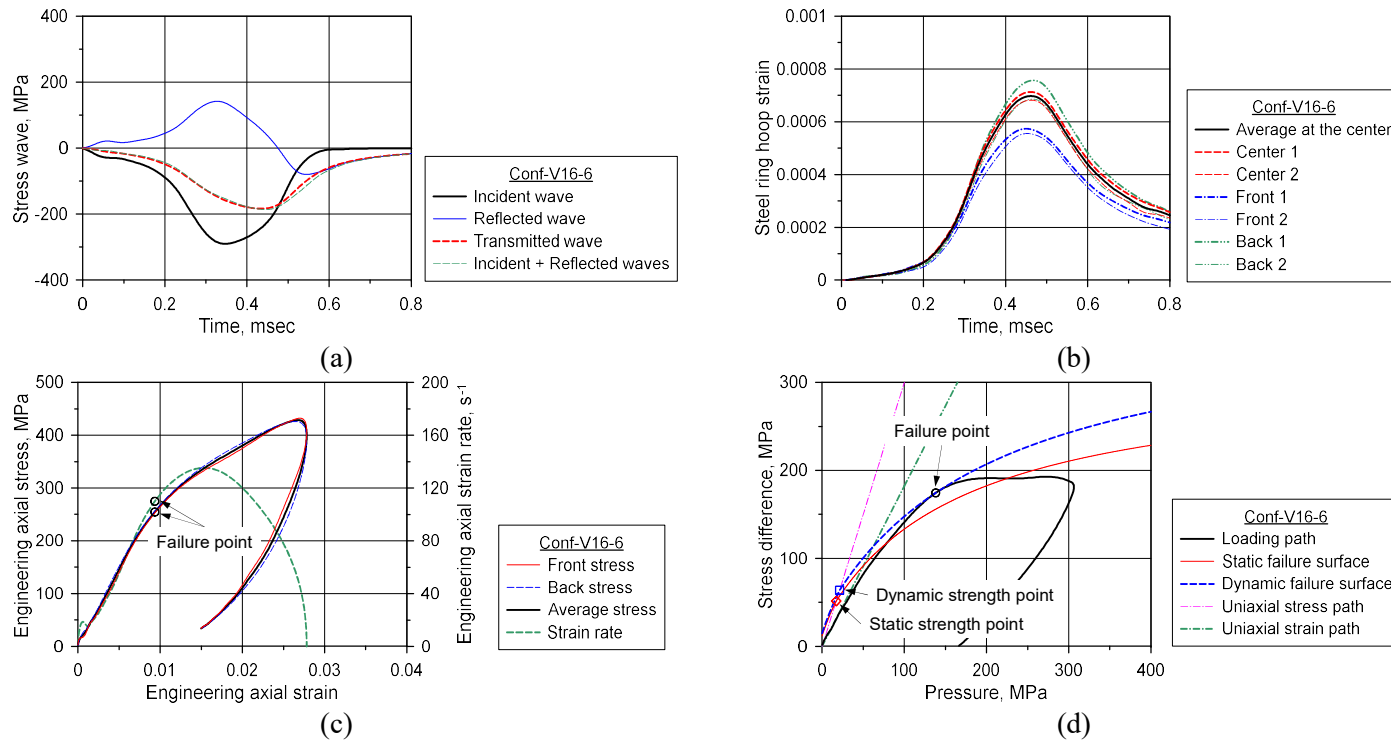 400
200
0
-200
-400
Stress wave, MPa
0
0.2
0.4
0.6
0.8
Time, msec
Conf-V16-6
Incident wave
Reflected wave
Transmitted wave
Incident + Reflected waves
(a)
0.001
0.0008
0.0006
0.0004
0.0002
0
Steel ring hoop strain
0
0.2
0.4
0.6
0.8
Time, msec
Conf-V16-6
Average at the center
Center 1
Center 2
Front 1
Front 2
Back 1
Back 2
(b)
500
400
300
200
100
0
Engineering axial stress, MPa
Failure point
200
160
120
80
40
0
Engineering axial strain rate, s⁻¹
0
0.01
0.02
0.03
0.04
Engineering axial strain
Conf-V16-6
Front stress
Back stress
Average stress
Strain rate
(c)
300
200
100
0
Stress difference, MPa
Failure point
Dynamic strength point
Static strength point
0
100
200
300
400
Pressure, MPa
Conf-V16-6
Loading path
Static failure surface
Dynamic failure surface
Uniaxial stress path
Uniaxial strain path
(d)